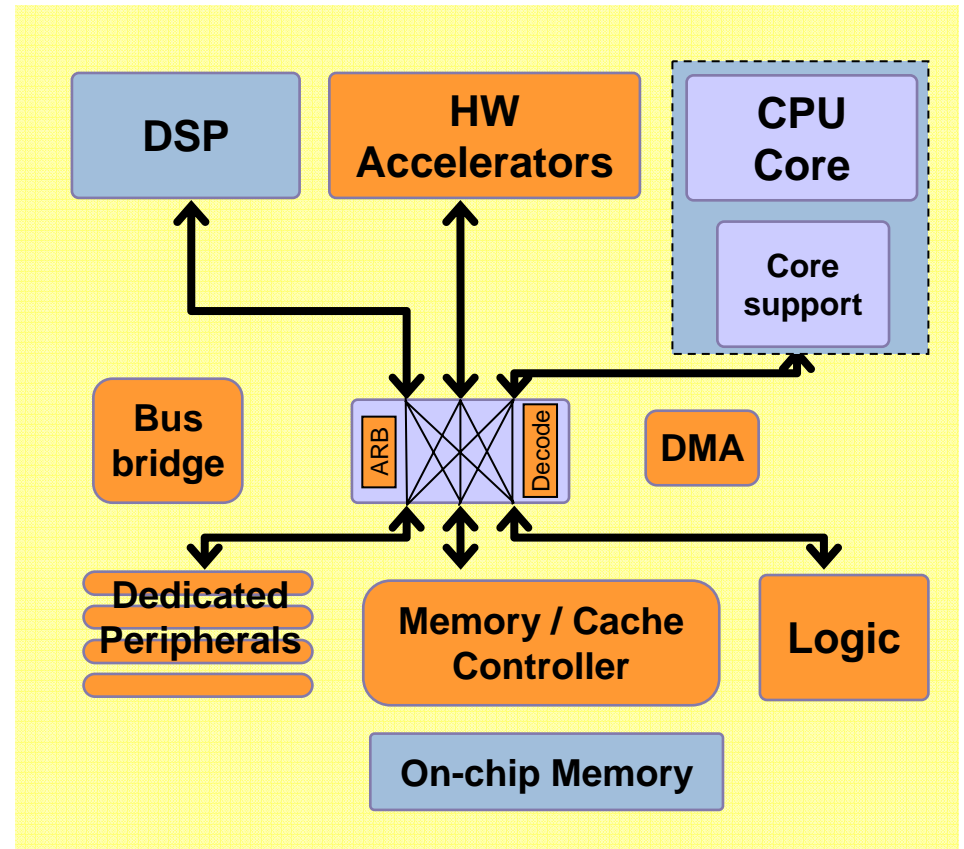 DSP
HW
Accelerators
CPU
Core
Core
support
Bus
bridge
ARB
Decode
DMA
Dedicated
Peripherals
Memory / Cache
Controller
Logic
On-chip Memory